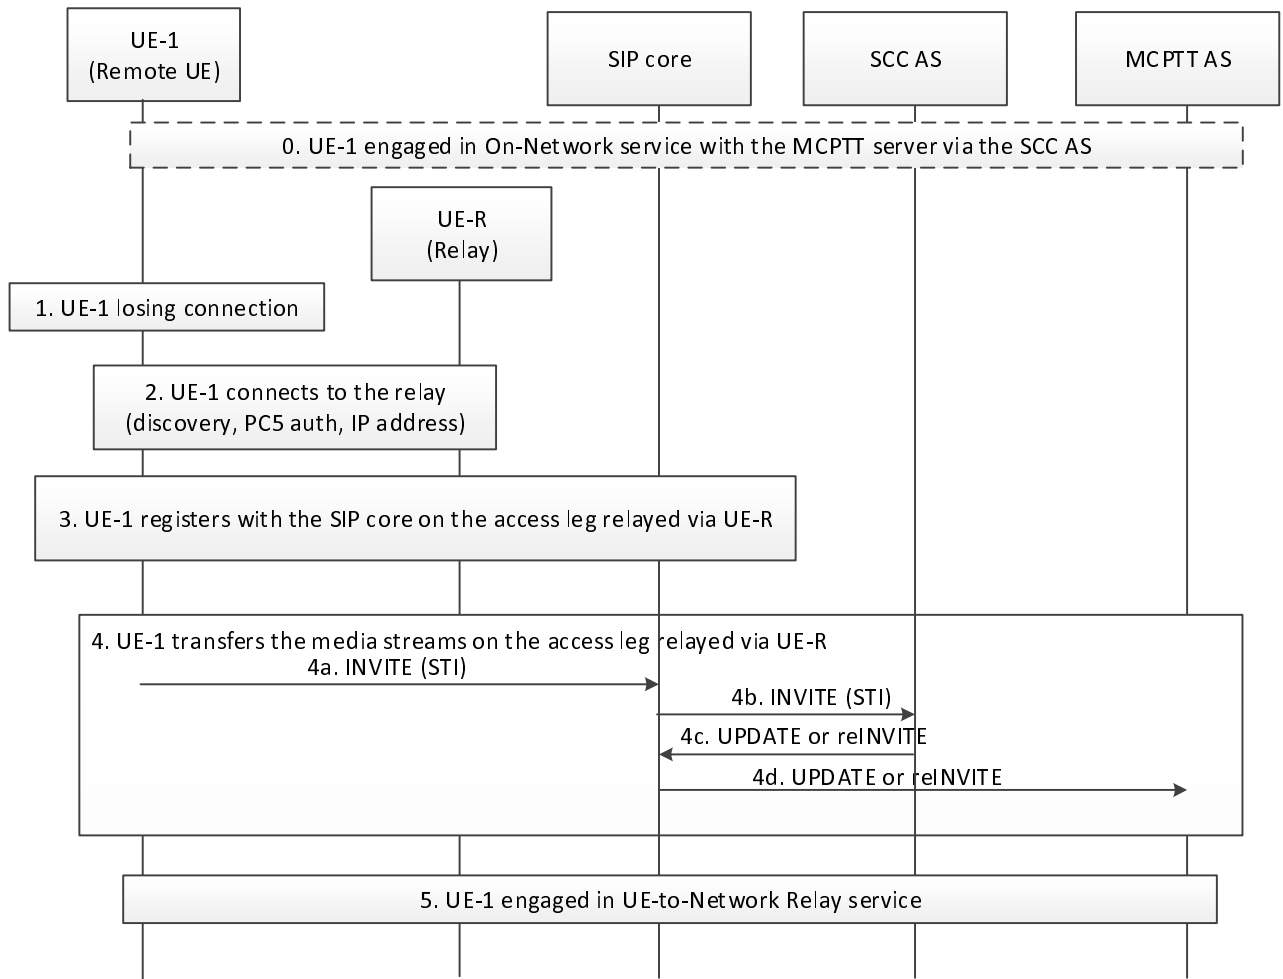 UE-1
(Remote UE)
SIP core
SCC AS
MCPTT AS
0. UE-1 engaged in On-Network service with the MCPTT server via the SCC AS
UE-R
(Relay)
1. UE-1 losing connection
2. UE-1 connects to the relay
(discovery, PC5 auth, IP address)
3. UE-1 registers with the SIP core on the access leg relayed via UE-R
4. UE-1 transfers the media streams on the access leg relayed via UE-R
4a. INVITE (STI)
4b. INVITE (STI)
4c. UPDATE or reINVITE
4d. UPDATE or reINVITE
5. UE-1 engaged in UE-to-Network Relay service